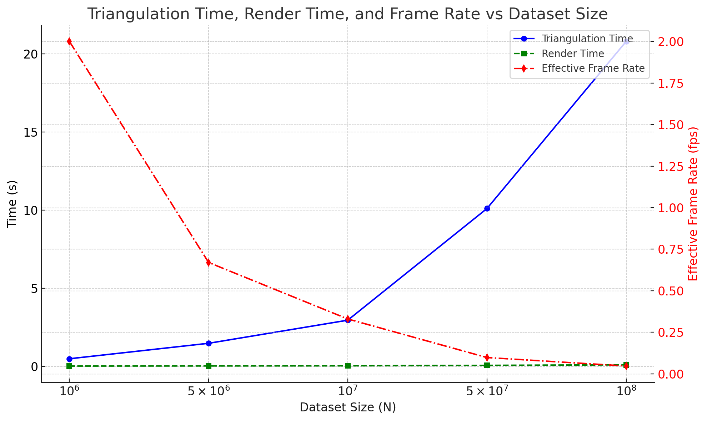 Triangulation Time, Render Time, and Frame Rate vs Dataset Size
Triangulation Time
Render Time
Effective Frame Rate
Time (s)
20
15
10
5
0
2.00
1.75
1.50
1.25
1.00
0.75
0.50
0.25
0.00
Effective Frame Rate (fps)
10⁶
5 × 10⁶
10⁷
5 × 10⁷
10⁸
Dataset Size (N)